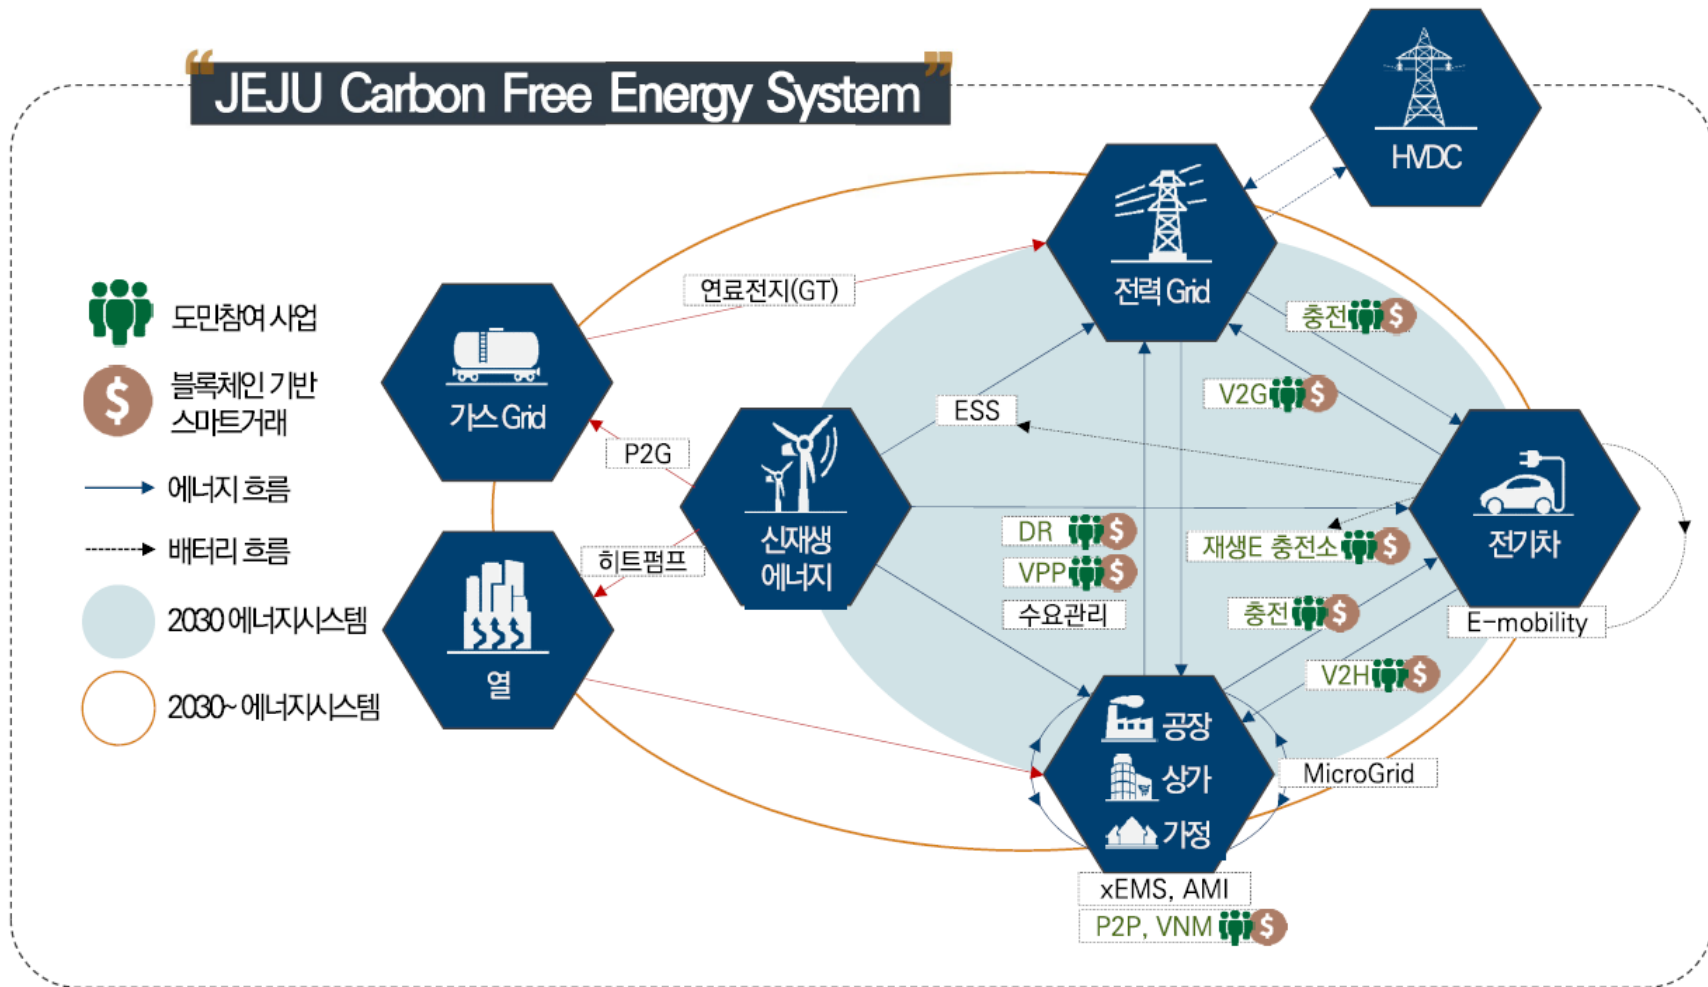 “JEJU Carbon Free Energy System”
HVDC
전력 Grid
연료전지(GT)
충전
도민참여 사업
블록체인 기반
스마트거래
가스 Grid
V2G
ESS
P2G
에너지 흐름
배터리 흐름
신재생
에너지
히트펌프
DR
VPP
수요관리
재생E 충전소
전기차
충전
E-mobility
2030 에너지시스템
열
V2H
2030~ 에너지시스템
공장
상가
가정
MicroGrid
xEMS, AMI
P2P, VNM